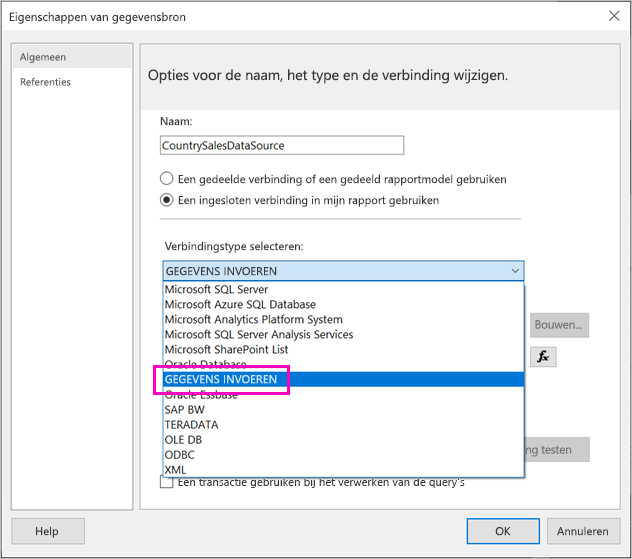 Eigenschappen van gegevensbron
Algemeen
Referenties
Opties voor de naam, het type en de verbinding wijzigen.
Naam:
CountrySalesDataSource
Een gedeelde verbinding of een gedeeld rapportmodel gebruiken
Een ingesloten verbinding in mijn rapport gebruiken
Verbindingstype selecteren:
GEGEVENS INVOEREN
Microsoft SQL Server
Microsoft Azure SQL Database
Microsoft Analytics Platform System
Microsoft SQL Server Analysis Services
Microsoft SharePoint List
Oracle Database
GEGEVENS INVOEREN
Oracle Essbase
SAP BW
TERADATA
OLE DB
ODBC
XML
Bouwen...
fx
ng testen
Een transactie gebruiken bij het verwerken van de query's
Help
OK
Annuleren